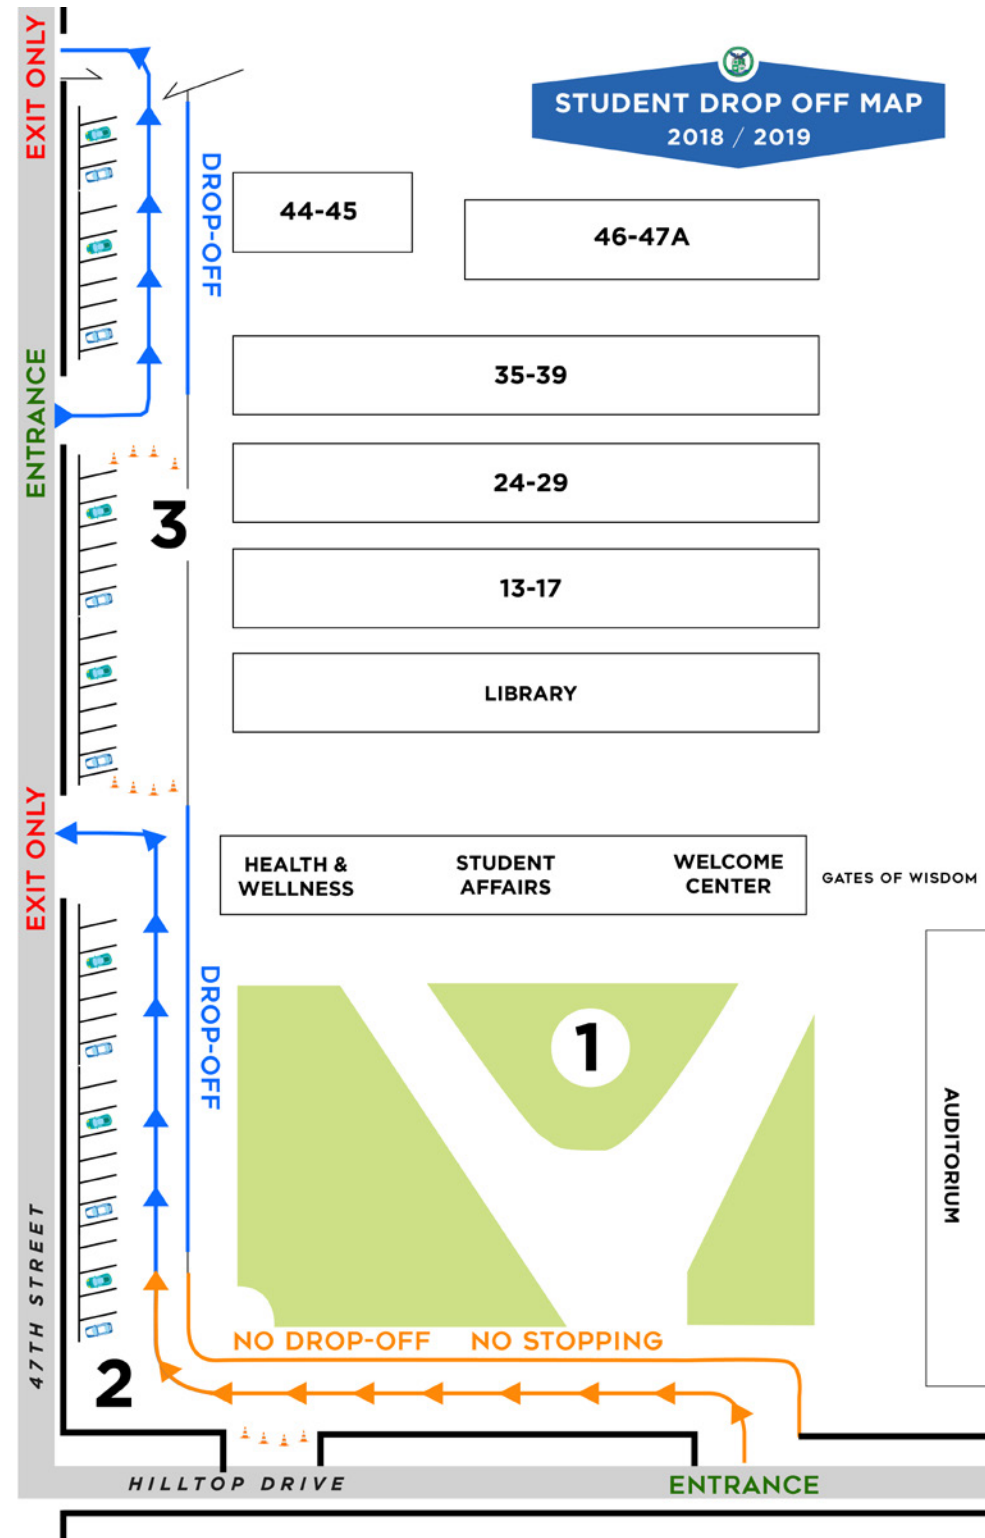 EXIT ONLY
STUDENT DROP OFF MAP
2018 / 2019
DROP-OFF
44-45
46-47A
ENTRANCE
35-39
24-29
3
13-17
LIBRARY
EXIT ONLY
HEALTH &
WELLNESS
STUDENT
AFFAIRS
WELCOME
CENTER
GATES OF WISDOM
DROP-OFF
1
AUDITORIUM
47TH STREET
NO DROP-OFF NO STOPPING
2
HILLTOP DRIVE
ENTRANCE